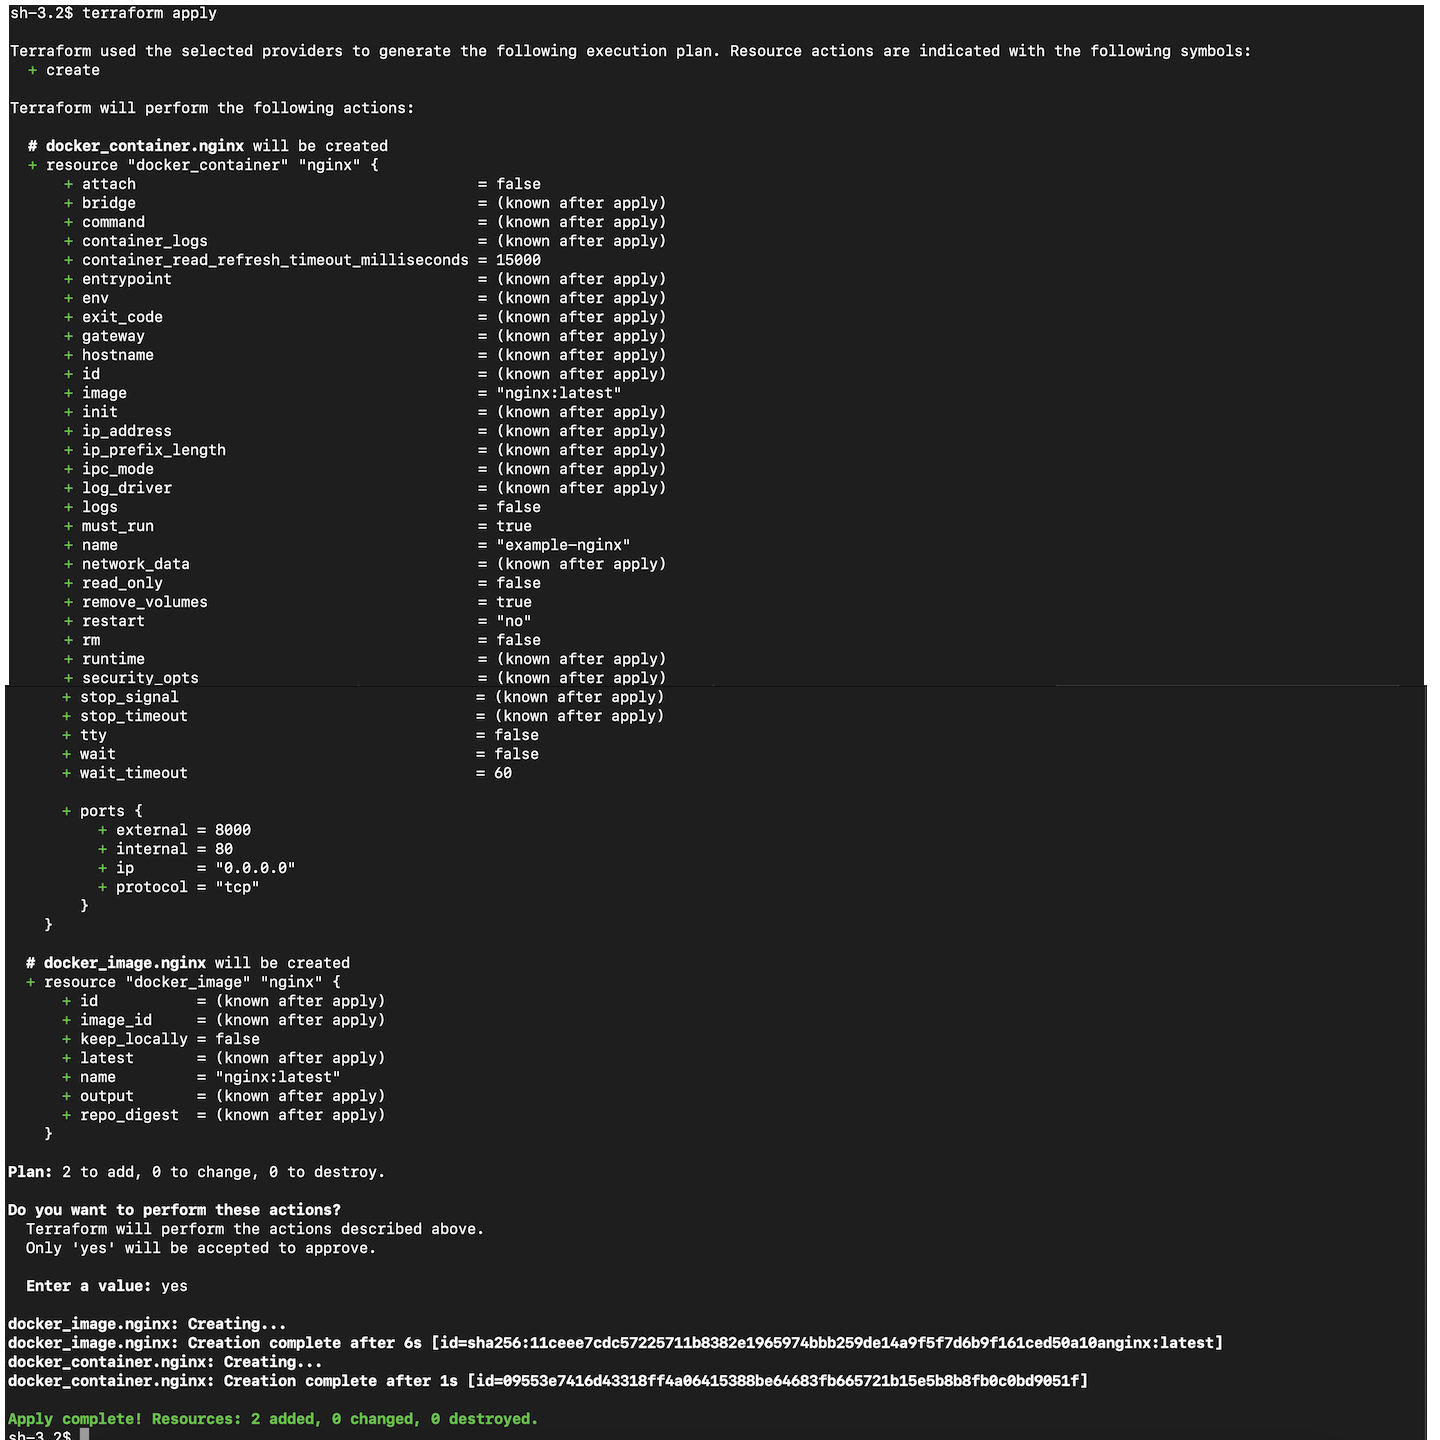 sh-3.2$ terraform apply
Terraform used the selected providers to generate the following execution plan. Resource actions are indicated with the following symbols:
+ create
Terraform will perform the following actions:
# docker_container.nginx will be created
+ resource "docker_container" "nginx" {
+ attach = false
+ bridge = (known after apply)
+ command = (known after apply)
+ container_logs = (known after apply)
+ container_read_refresh_timeout_milliseconds = 15000
+ entrypoint = (known after apply)
+ env = (known after apply)
+ exit_code = (known after apply)
+ gateway = (known after apply)
+ hostname = (known after apply)
+ id = (known after apply)
+ image = "nginx:latest"
+ init = (known after apply)
+ ip_address = (known after apply)
+ ip_prefix_length = (known after apply)
+ ipc_mode = (known after apply)
+ log_driver = (known after apply)
+ logs = false
+ must_run = true
+ name = "example-nginx"
+ network_data = (known after apply)
+ read_only = false
+ remove_volumes = true
+ restart = "no"
+ rm = false
+ runtime = (known after apply)
+ security_opts = (known after apply)
+ stop_signal = (known after apply)
+ stop_timeout = (known after apply)
+ tty = false
+ wait = false
+ wait_timeout = 60
+ ports {
+ external = 8000
+ internal = 80
+ ip = "0.0.0.0"
+ protocol = "tcp"
}
}
# docker_image.nginx will be created
+ resource "docker_image" "nginx" {
+ id = (known after apply)
+ image_id = (known after apply)
+ keep_locally = false
+ latest = (known after apply)
+ name = "nginx:latest"
+ output = (known after apply)
+ repo_digest = (known after apply)
}
Plan: 2 to add, 0 to change, 0 to destroy.
Do you want to perform these actions?
Terraform will perform the actions described above.
Only 'yes' will be accepted to approve.
Enter a value: yes
docker_image.nginx: Creating...
docker_image.nginx: Creation complete after 6s [id=sha256:11ceee7cdc57225711b8382e1965974bbb259de14a9f5f7d6b9f161ced50a10anginx:latest]
docker_container.nginx: Creating...
docker_container.nginx: Creation complete after 1s [id=09553e7416d43318ff4a06415388be64683fb665721b15e5b8b8fb0c0bd9051f]
Apply complete! Resources: 2 added, 0 changed, 0 destroyed.
sh-3.2$